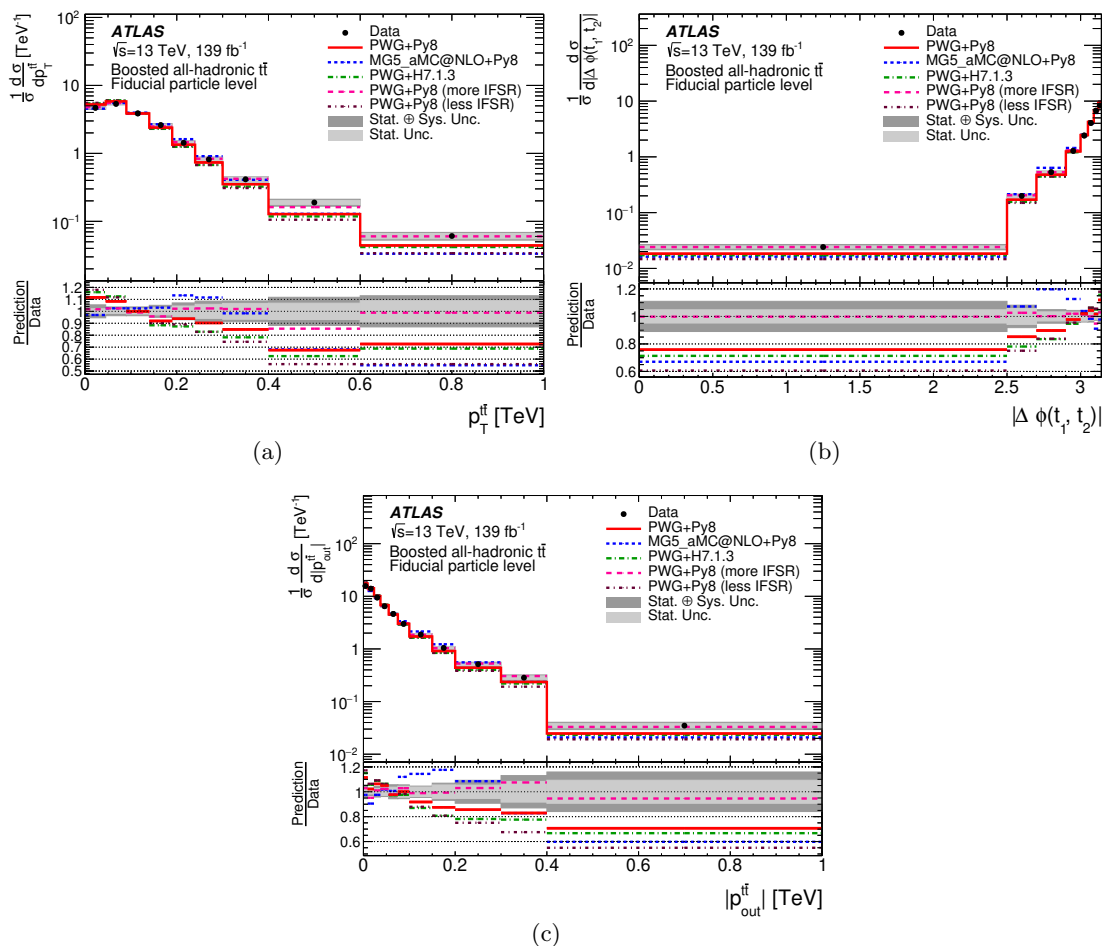 ATLAS
√s=13 TeV, 139 fb⁻¹
Boosted all-hadronic tt̄
Fiducial particle level
Data
PWG+Py8
MG5_aMC@NLO+Py8
PWG+H7.1.3
PWG+Py8 (more IFSR)
PWG+Py8 (less IFSR)
Stat. ⊕ Sys. Unc.
Stat. Unc.
1/σ d σ/dp_T^{tt̄} [TeV⁻¹]
10²
10
1
10⁻¹
10⁻²
Prediction/Data
1.2
1.1
1
0.9
0.8
0.7
0.6
0.5
0 0.2 0.4 0.6 0.8 1
p_T^{tt̄} [TeV]
(a)
ATLAS
√s=13 TeV, 139 fb⁻¹
Boosted all-hadronic tt̄
Fiducial particle level
Data
PWG+Py8
MG5_aMC@NLO+Py8
PWG+H7.1.3
PWG+Py8 (more IFSR)
PWG+Py8 (less IFSR)
Stat. ⊕ Sys. Unc.
Stat. Unc.
1/σ d σ/d|Δ ϕ(t₁, t₂)|
10²
10
1
10⁻¹
10⁻²
Prediction/Data
1.2
1
0.8
0.6
0 0.5 1 1.5 2 2.5 3
|Δ ϕ(t₁, t₂)|
(b)
ATLAS
√s=13 TeV, 139 fb⁻¹
Boosted all-hadronic tt̄
Fiducial particle level
Data
PWG+Py8
MG5_aMC@NLO+Py8
PWG+H7.1.3
PWG+Py8 (more IFSR)
PWG+Py8 (less IFSR)
Stat. ⊕ Sys. Unc.
Stat. Unc.
1/σ d σ/d|p_out^{tt̄}| [TeV⁻¹]
10²
10
1
10⁻¹
10⁻²
Prediction/Data
1.2
1
0.8
0.6
0 0.2 0.4 0.6 0.8 1
|p_out^{tt̄}| [TeV]
(c)